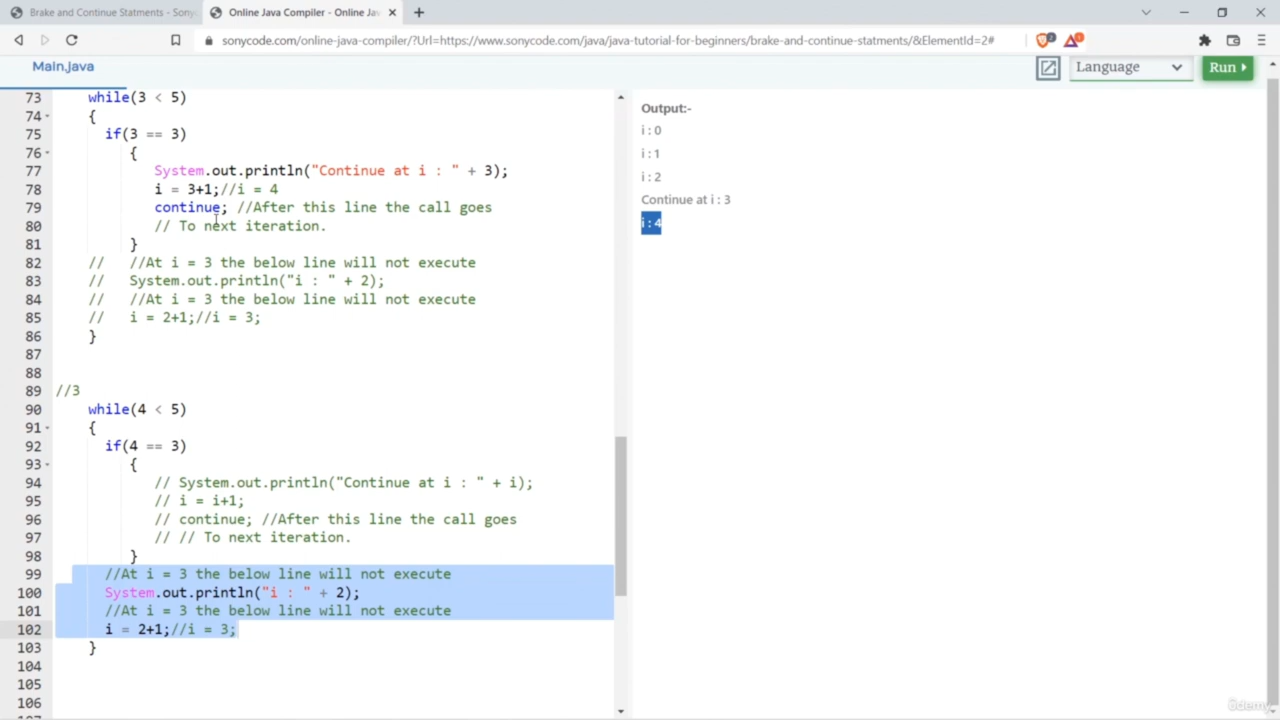 Brake and Continue Statments - Sony
Online Java Compiler - Online Jav
sonycode.com/online-java-compiler/?Url=https://www.sonycode.com/java/java-tutorial-for-beginners/brake-and-continue-statments/&ElementId=2#
Main.java
Language
Run
73 while(3 < 5)
74 {
75 if(3 == 3)
76 {
77 System.out.println("Continue at i : " + 3);
78 i = 3+1;//i = 4
79 continue; //After this line the call goes
80 // To next iteration.
81 }
82 // //At i = 3 the below line will not execute
83 // System.out.println("i : " + 2);
84 // //At i = 3 the below line will not execute
85 // i = 2+1;//i = 3;
86 }
87
88
89 //3
90 while(4 < 5)
91 {
92 if(4 == 3)
93 {
94 // System.out.println("Continue at i : " + i);
95 // i = i+1;
96 // continue; //After this line the call goes
97 // // To next iteration.
98 }
99 //At i = 3 the below line will not execute
100 System.out.println("i : " + 2);
101 //At i = 3 the below line will not execute
102 i = 2+1;//i = 3;
103 }
104
105
106
Output:-
i : 0
i : 1
i : 2
Continue at i : 3
i : 4
ûdemy